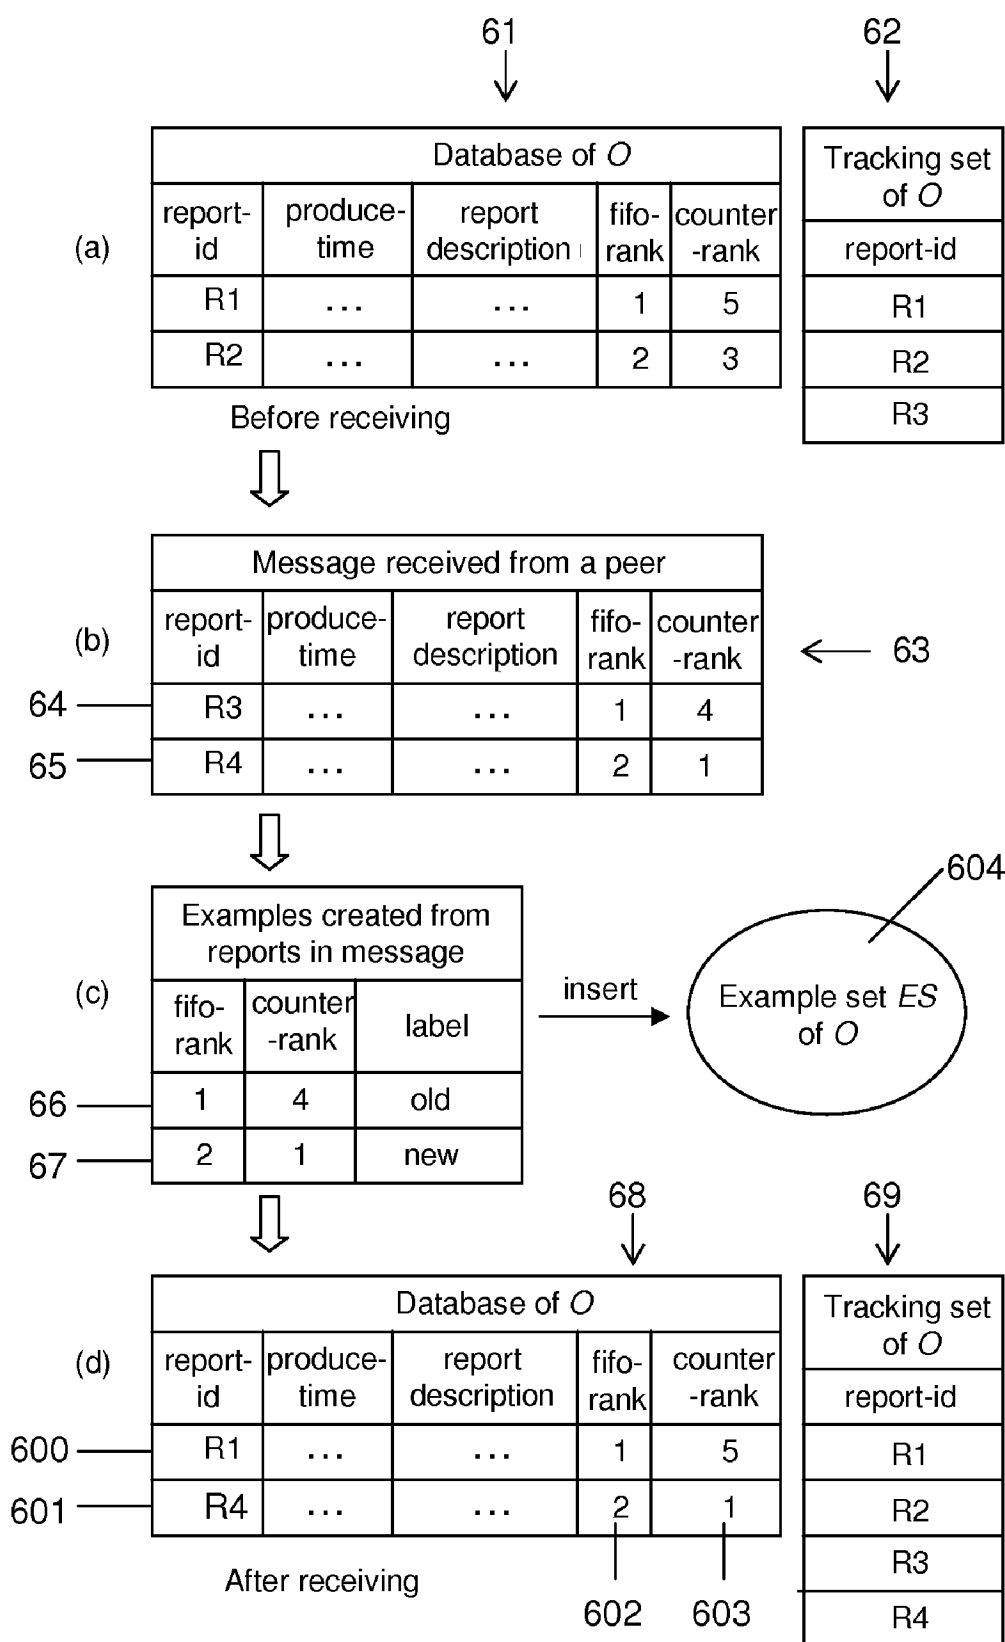 61
62
Database of O
report-id
produce-time
report description
fifo-rank
counter-rank
R1 ... ... 1 5
R2 ... ... 2 3
(a)
Tracking set of O
report-id
R1
R2
R3
Before receiving
Message received from a peer
(b)
report-id
produce-time
report description
fifo-rank
counter-rank
63
64
R3 ... ... 1 4
65
R4 ... ... 2 1
604
Examples created from reports in message
(c)
fifo-rank
counter-rank
label
66
1 4 old
67
2 1 new
insert
Example set ES of O
68
69
Database of O
(d)
report-id
produce-time
report description
fifo-rank
counter-rank
600
R1 ... ... 1 5
601
R4 ... ... 2 1
Tracking set of O
report-id
R1
R2
R3
R4
After receiving
602
603